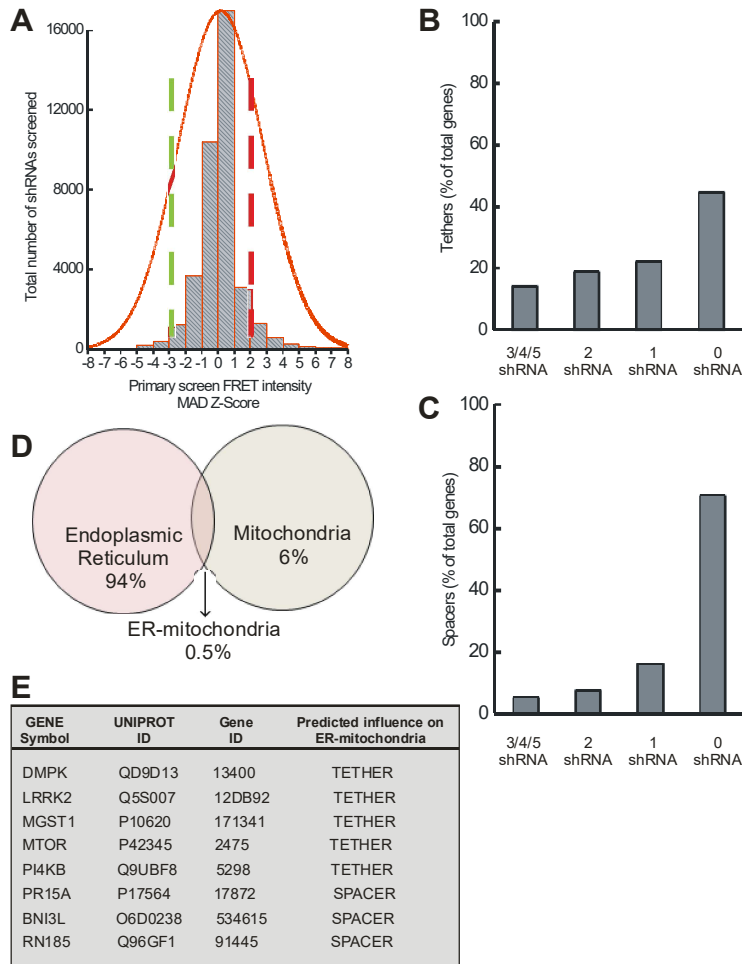 A
Total number of shRNAs screened
16000
12000
8000
4000
0
-8 -7 -6 -5 -4 -3 -2 -1 0 1 2 3 4 5 6 7 8
Primary screen FRET intensity
MAD Z-Score
B
Tethers (% of total genes)
100
80
60
40
20
0
3/4/5 2 1 0
shRNA shRNA shRNA shRNA
C
Spacers (% of total genes)
100
80
60
40
20
0
3/4/5 2 1 0
shRNA shRNA shRNA shRNA
D
Endoplasmic
Reticulum
94%
Mitochondria
6%
ER-mitochondria
0.5%
E
GENE UNIPROT Gene Predicted influence on
Symbol ID ID ER-mitochondria
DMPK QD9D13 13400 TETHER
LRRK2 Q5S007 12DB92 TETHER
MGST1 P10620 171341 TETHER
MTOR P42345 2475 TETHER
PI4KB Q9UBF8 5298 TETHER
PR15A P17564 17872 SPACER
BNI3L O6D0238 534615 SPACER
RN185 Q96GF1 91445 SPACER